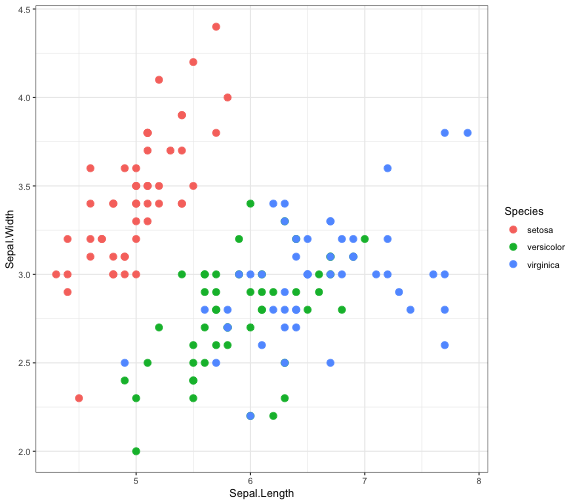 4.5
4.0
3.5
3.0
2.5
2.0
Sepal.Width
5 6 7 8
Sepal.Length
Species
setosa
versicolor
virginica